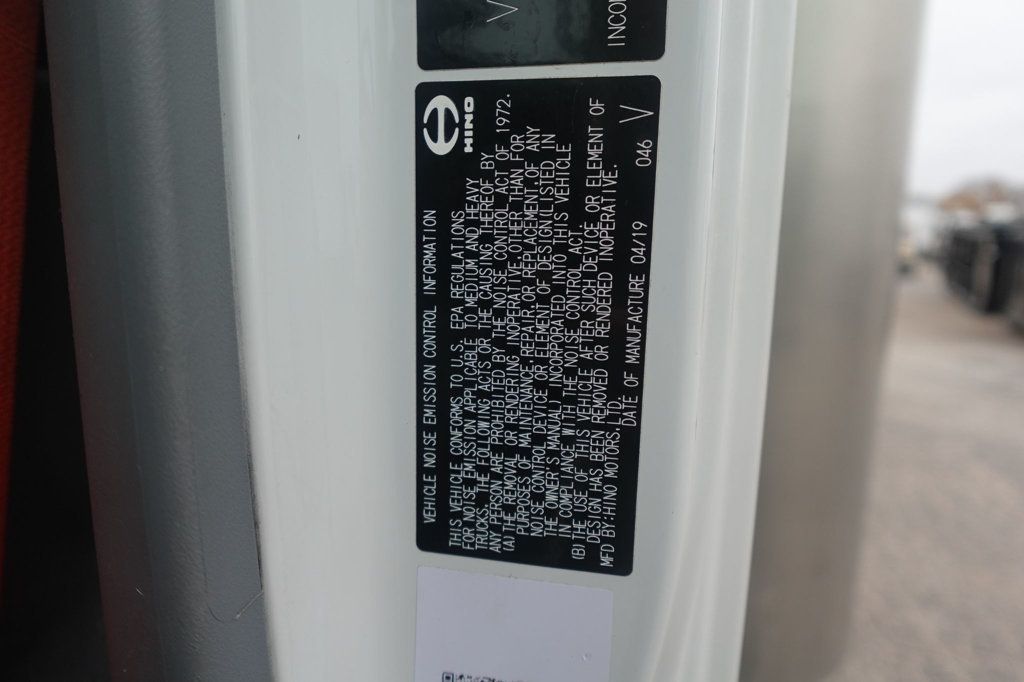 V
INCO
HINO
VEHICLE NOISE EMISSION CONTROL INFORMATION
THIS VEHICLE CONFORMS TO U.S. EPA REGULATIONS
FOR NOISE EMISSION APPLICABLE TO MEDIUM AND HEAVY
TRUCKS. THE FOLLOWING ACTS OR THE CAUSING THEREOF BY
ANY PERSON ARE PROHIBITED BY THE NOISE CONTROL ACT OF 1972.
(A) THE REMOVAL OR RENDERING INOPERATIVE,OTHER THAN FOR
PURPOSES OF MAINTENANCE,REPAIR,OR REPLACEMENT,OF ANY
NOISE CONTROL DEVICE OR ELEMENT OF DESIGN(LISTED IN
THE OWNER'S MANUAL) INCORPORATED INTO THIS VEHICLE
IN COMPLIANCE WITH THE NOISE CONTROL ACT.
(B) THE USE OF THIS VEHICLE AFTER SUCH DEVICE OR ELEMENT OF
DESIGN HAS BEEN REMOVED OR RENDERED INOPERATIVE.
MFD BY:HINO MOTORS,LTD.
DATE OF MANUFACTURE 04/19 046 V